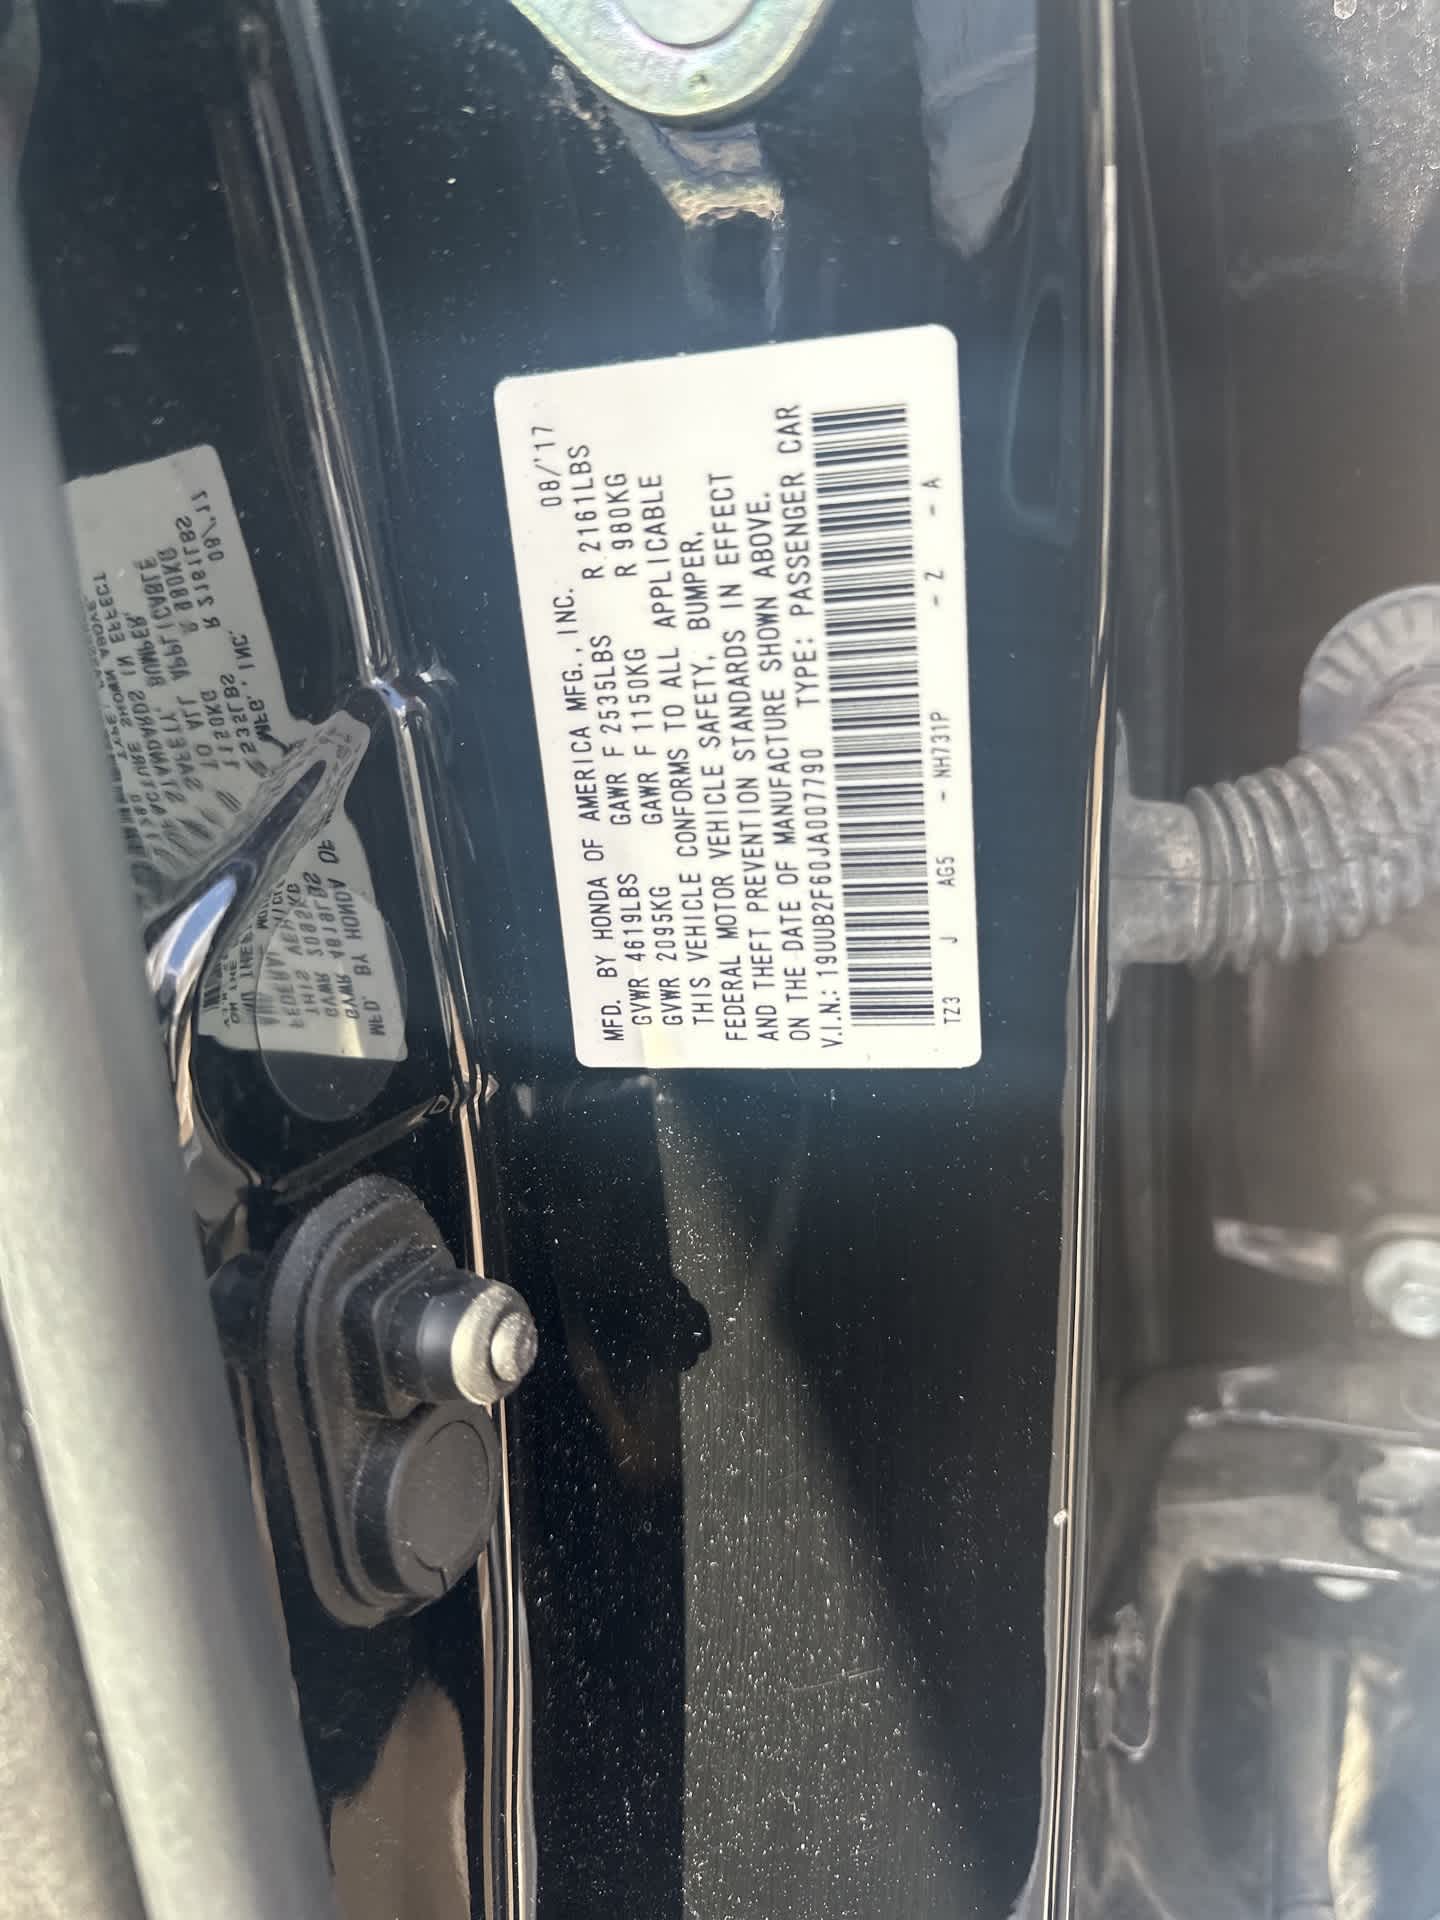 MFD. BY HONDA OF AMERICA MFG., INC. 08/'17
GVWR 4619LBS GAWR F 2535LBS R 2161LBS
GVWR 2095KG GAWR F 1150KG R 980KG
THIS VEHICLE CONFORMS TO ALL APPLICABLE
FEDERAL MOTOR VEHICLE SAFETY, BUMPER,
AND THEFT PREVENTION STANDARDS IN EFFECT
ON THE DATE OF MANUFACTURE SHOWN ABOVE.
V.I.N.: 19UUB2F60JA007790 TYPE: PASSENGER CAR
TZ3 J AG5 - NH731P - Z - A